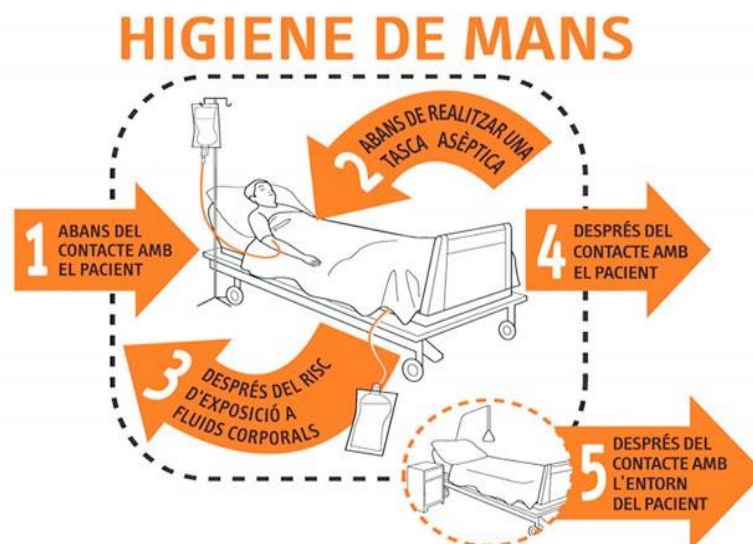 HIGIENE DE MANS
1 ABANS DEL
CONTACTE AMB
EL PACIENT
2 ABANS DE REALITZAR UNA
TASCA ASÈPTICA
3 DESPRÉS DEL RISC
D'EXPOSICIÓ A
FLUIDS CORPORALS
4 DESPRÉS DEL
CONTACTE AMB
EL PACIENT
5 DESPRÉS DEL
CONTACTE AMB
L'ENTORN
DEL PACIENT